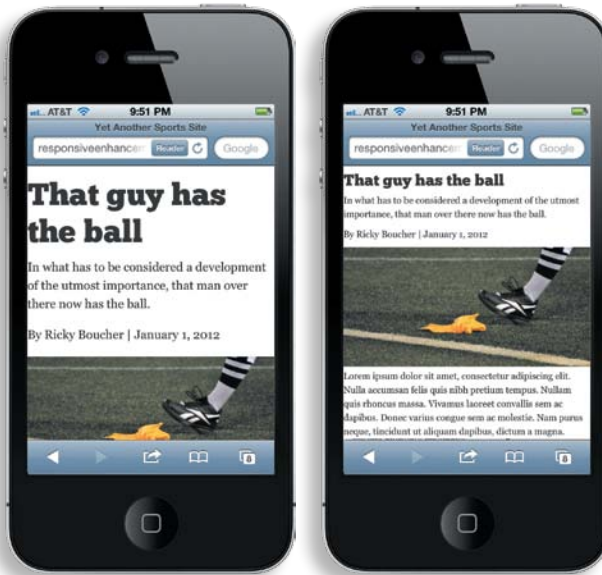 AT&T 9:51 PM
Yet Another Sports Site
responsiveenhancem Reader Google
That guy has
the ball
In what has to be considered a development
of the utmost importance, that man over
there now has the ball.
By Ricky Boucher | January 1, 2012
8
AT&T 9:51 PM
Yet Another Sports Site
responsiveenhancem Reader Google
That guy has the ball
In what has to be considered a development of the utmost
importance, that man over there now has the ball.
By Ricky Boucher | January 1, 2012
Lorem ipsum dolor sit amet, consectetur adipiscing elit.
Nulla accumsan felis quis nibh pretium tempus. Nullam
quis rhoncus massa. Vivamus laoreet convallis sem ac
dapibus. Donec varius congue sem ac molestie. Nam purus
neque, tincidunt ut aliquam dapibus, dictum a magna.
8